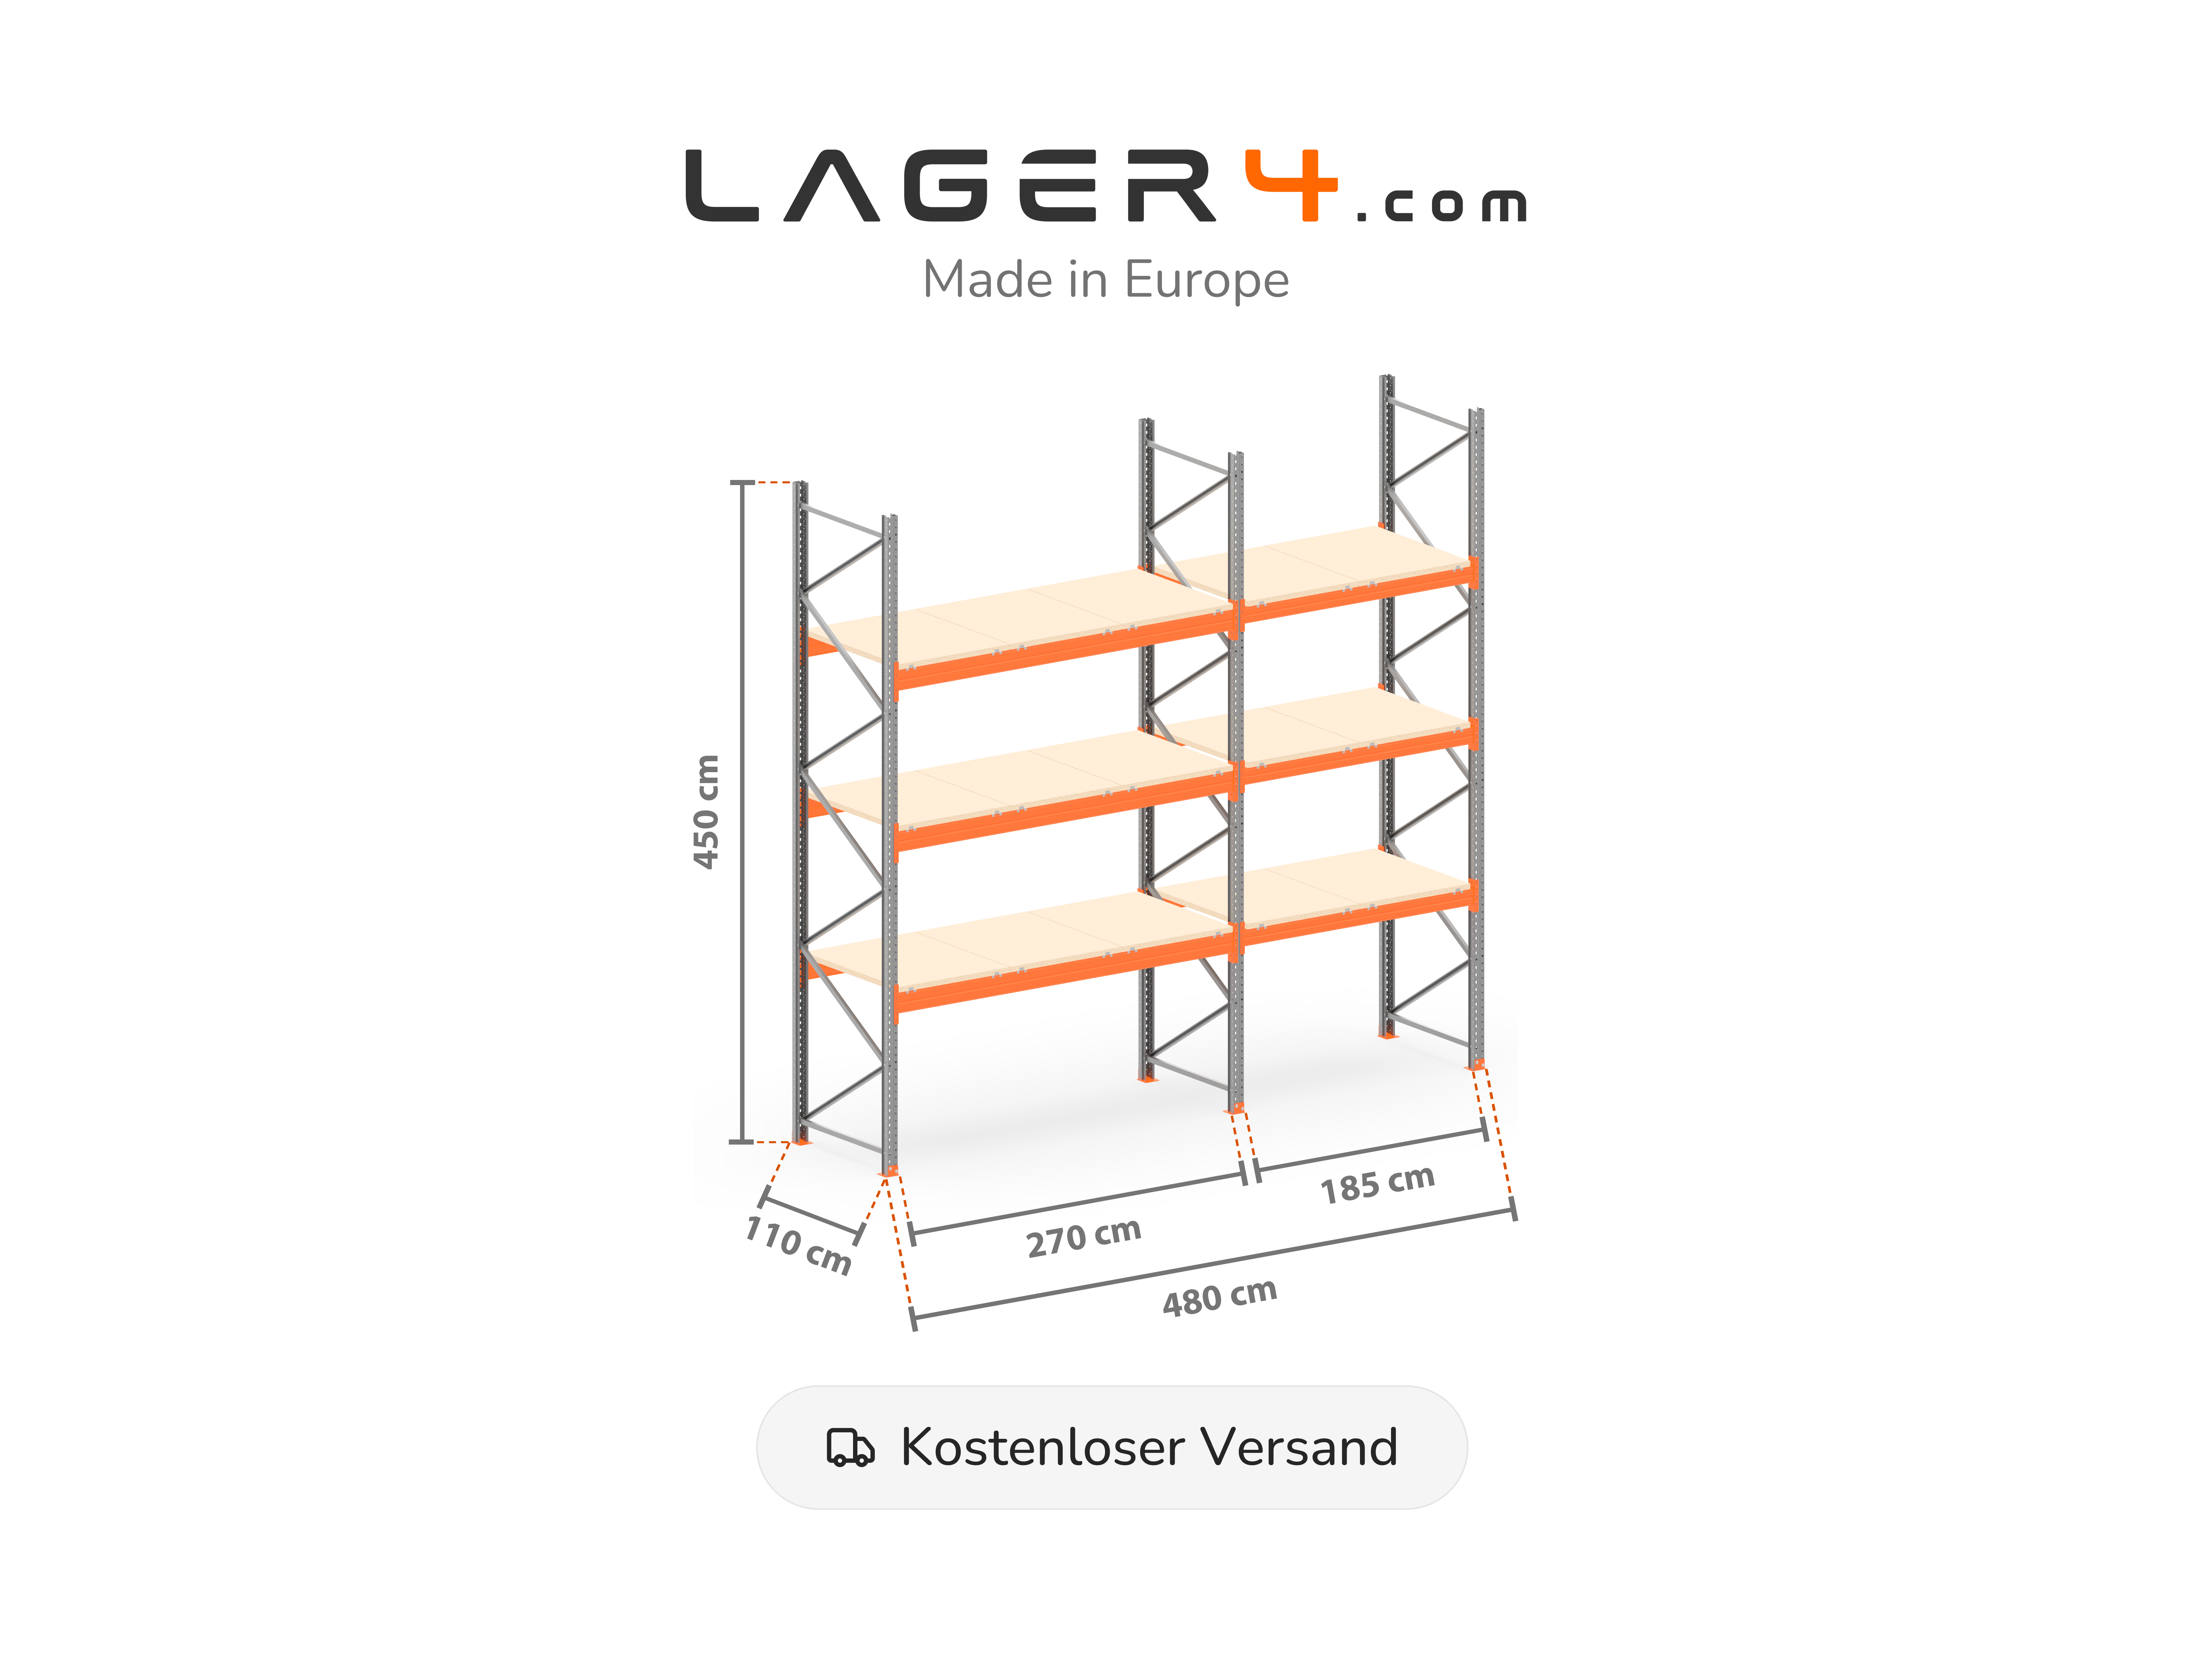 LAGER4.com
Made in Europe
450 cm
110 cm
270 cm
185 cm
480 cm
Kostenloser Versand